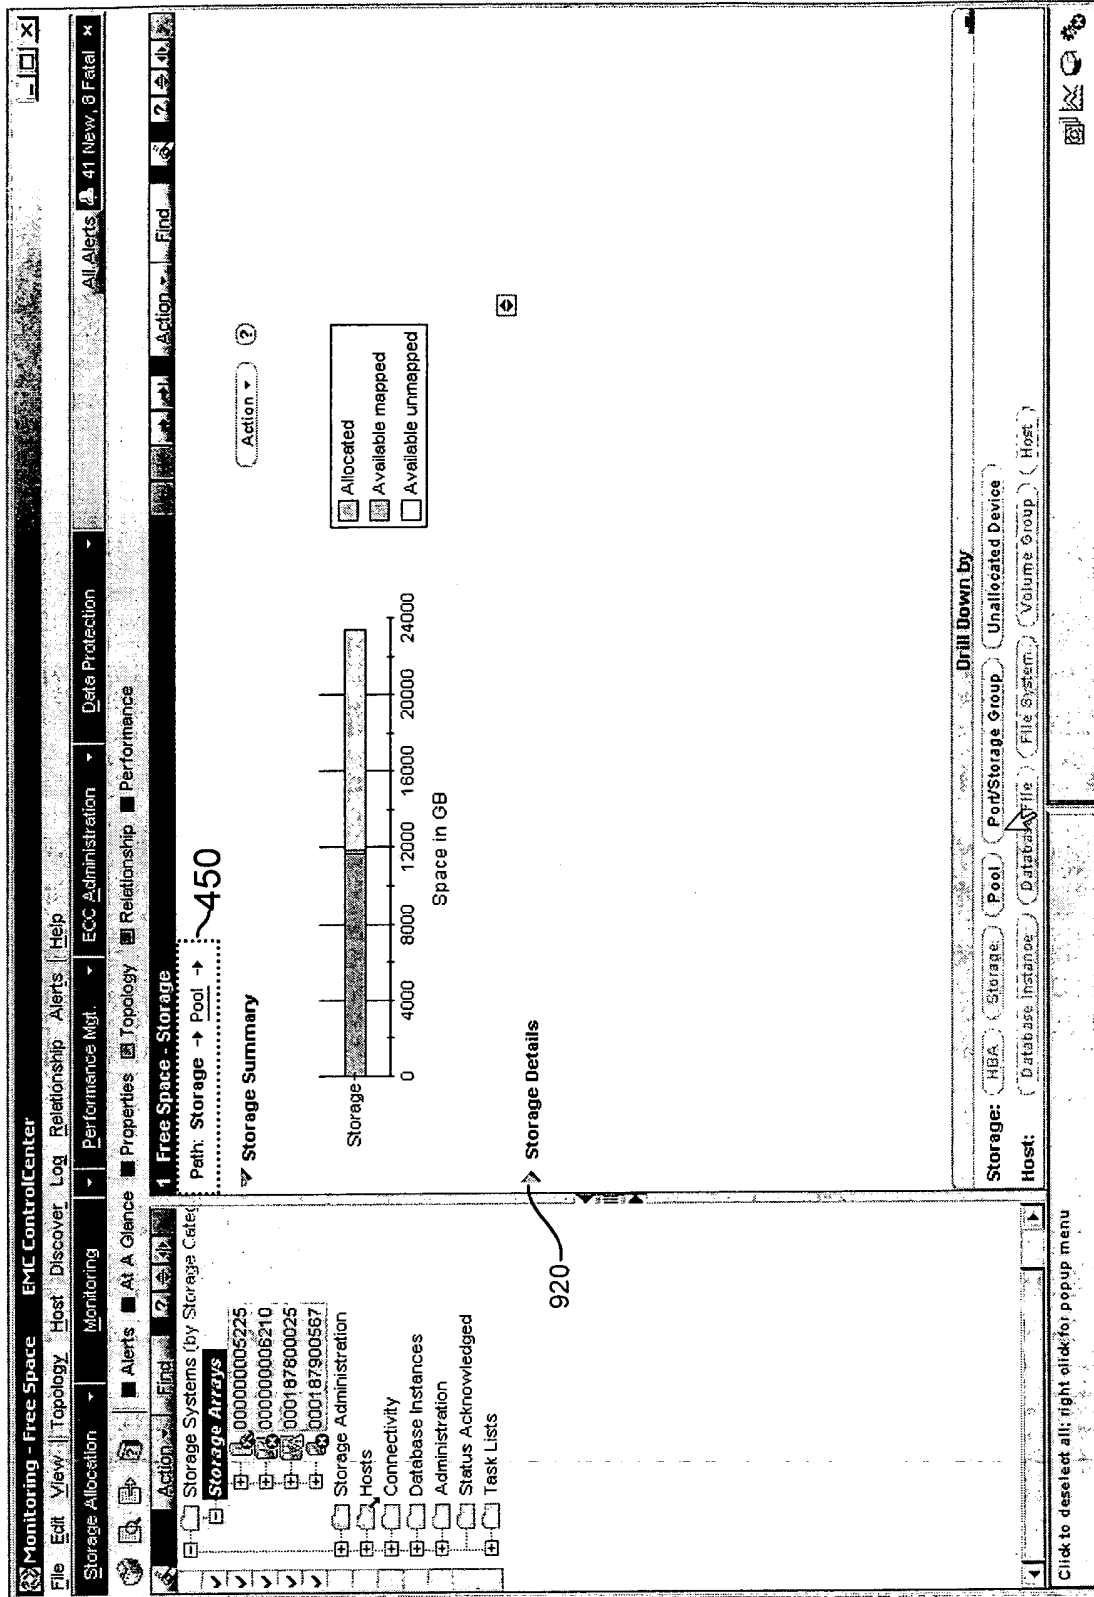 Monitoring - Free Space EMC ControlCenter
File Edit View Topology Host Discover Log Relationship Alerts Help
Storage Allocation Monitoring Performance Mgt. ECC Administration Data Protection All Alerts 41 New, 8 Fatal
Alerts At A Glance Properties Topology Relationship Performance
Action Find
Storage Systems (by Storage Categ
Storage Arrays
000000005225
000000006210
000187800025
000187900567
Storage Administration
Hosts
Connectivity
Database Instances
Administration
Status Acknowledged
Task Lists
1 Free Space - Storage
Action Find
Path: Storage → Pool →
450
Storage Summary
Action ?
Storage
0 4000 8000 12000 16000 20000 24000
Space in GB
Allocated
Available mapped
Available unmapped
Storage Details
920
Drill Down by
Storage: HBA Storage Pool Port/Storage Group Unallocated Device
Host: Database Instance Database File File System Volume Group Host
Click to deselect all; right click for popup menu